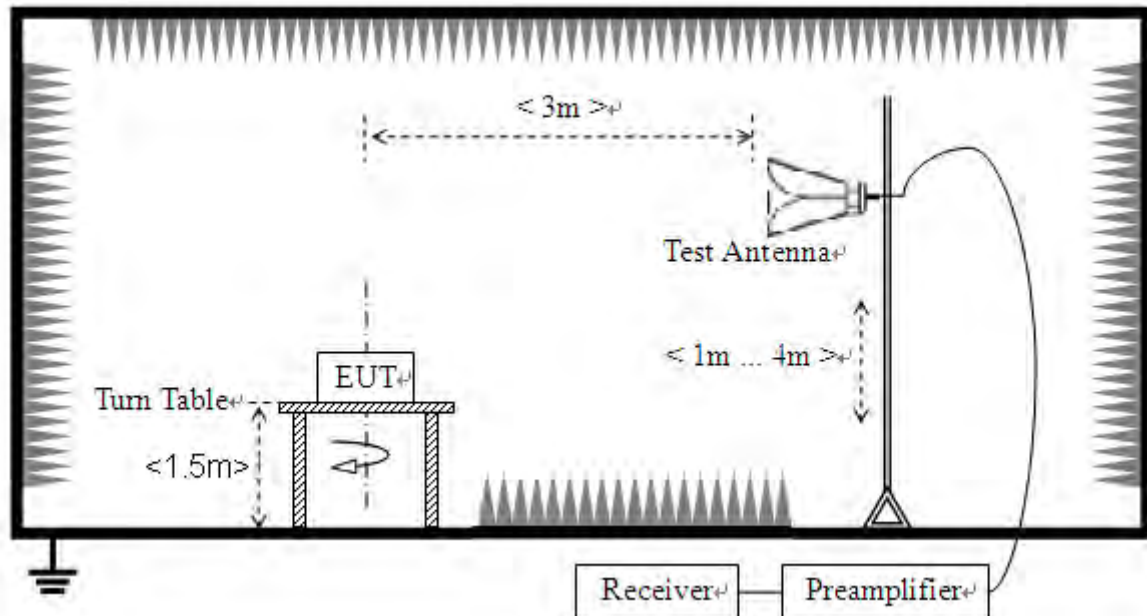 < 3m >↵
Test Antenna↵
< 1m ... 4m >↵
EUT↵
Turn Table↵
<1.5m>
Receiver↵
Preamplifier↵